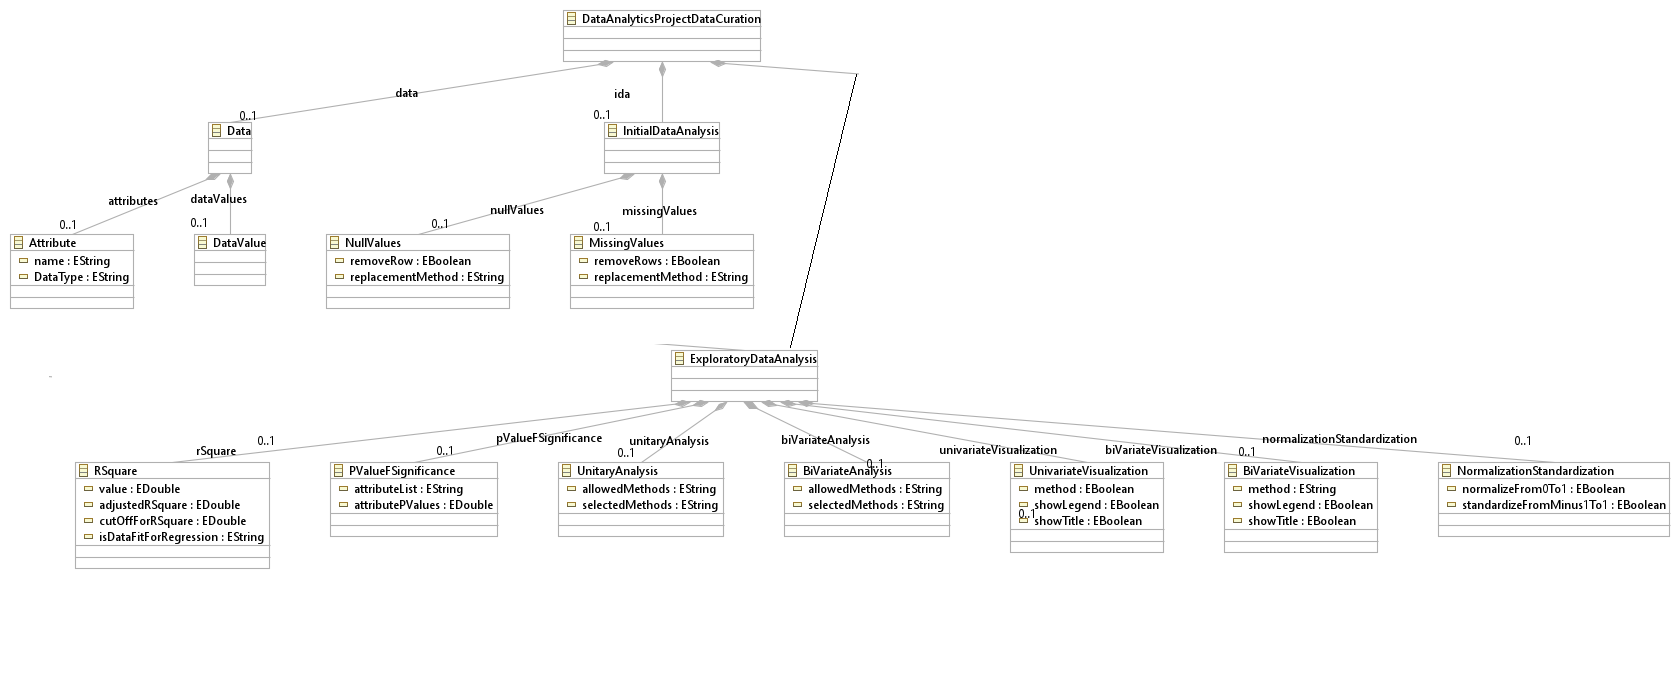 DataAnalyticsProjectDataCuration
data
ida
0..1
0..1
Data
InitialDataAnalysis
attributes
dataValues
nullValues
missingValues
0..1
0..1
0..1
0..1
Attribute
name : EString
DataType : EString
DataValue
NullValues
removeRow : EBoolean
replacementMethod : EString
MissingValues
removeRows : EBoolean
replacementMethod : EString
ExploratoryDataAnalysis
rSquare
0..1
pValueFSignificance
0..1
unitaryAnalysis
0..1
biVariateAnalysis
0..1
univariateVisualization
0..1
biVariateVisualization
0..1
normalizationStandardization
0..1
RSquare
value : EDouble
adjustedRSquare : EDouble
cutOffForRSquare : EDouble
isDataFitForRegression : EString
PValueFSignificance
attributeList : EString
attributePValues : EDouble
UnitaryAnalysis
allowedMethods : EString
selectedMethods : EString
BiVariateAnalysis
allowedMethods : EString
selectedMethods : EString
UnivariateVisualization
method : EBoolean
showLegend : EBoolean
showTitle : EBoolean
BiVariateVisualization
method : EString
showLegend : EBoolean
showTitle : EBoolean
NormalizationStandardization
normalizeFrom0To1 : EBoolean
standardizeFromMinus1To1 : EBoolean